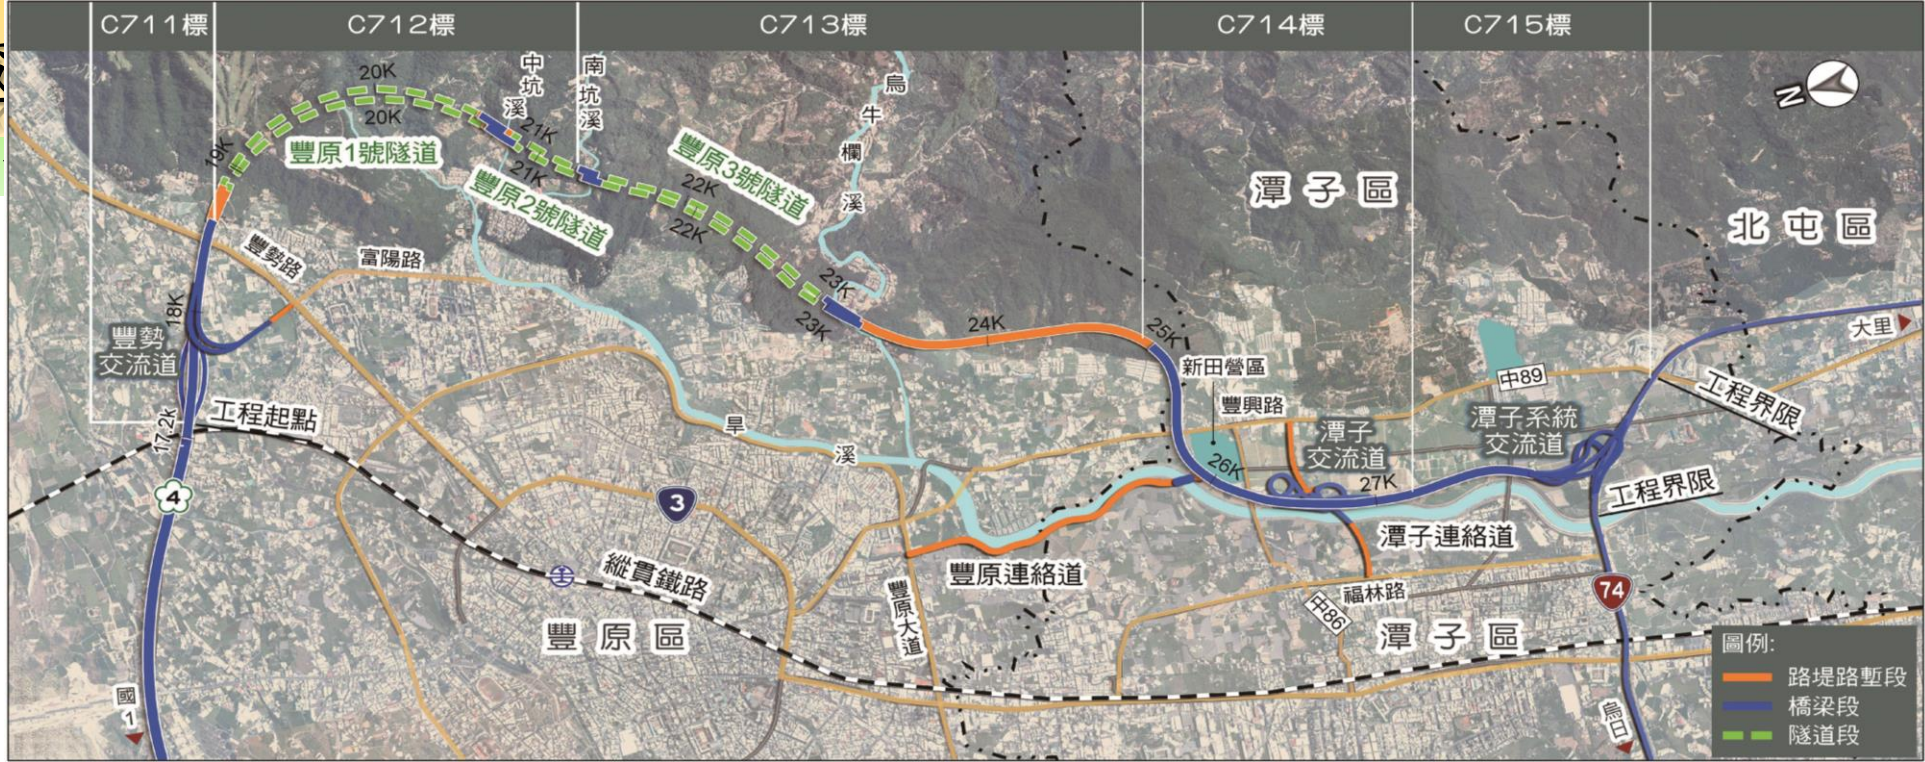 C711標
C712標
C713標
C714標
C715標
20K
20K
19K
豐原1號隧道
中坑溪
21K
21K
豐原2號隧道
南坑溪
豐原3號隧道
22K
22K
烏牛欄溪
潭子區
北屯區
N
豐勢路
富陽路
18K
豐勢
交流道
23K
23K
24K
25K
新田營區
豐興路
中89
大里
工程界限
17.2k
工程起點
旱溪
潭子
交流道
潭子系統
交流道
26K
27K
工程界限
4
3
潭子連絡道
縱貫鐵路
豐原連絡道
豐原大道
福林路
中86
74
豐原區
潭子區
國1
烏日
圖例:
路堤路塹段
橋梁段
隧道段